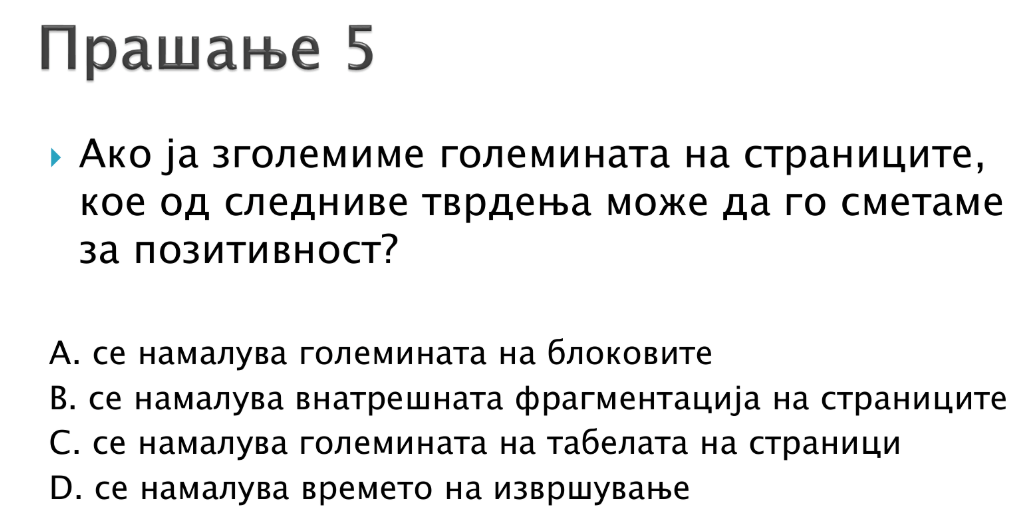 Прашање 5
Ако ја зголемиме големината на страниците,
кое од следниве тврдења може да го сметаме
за позитивност?
A. се намалува големината на блоковите
B. се намалува внатрешната фрагментација на страниците
C. се намалува големината на табелата на страници
D. се намалува времето на извршување